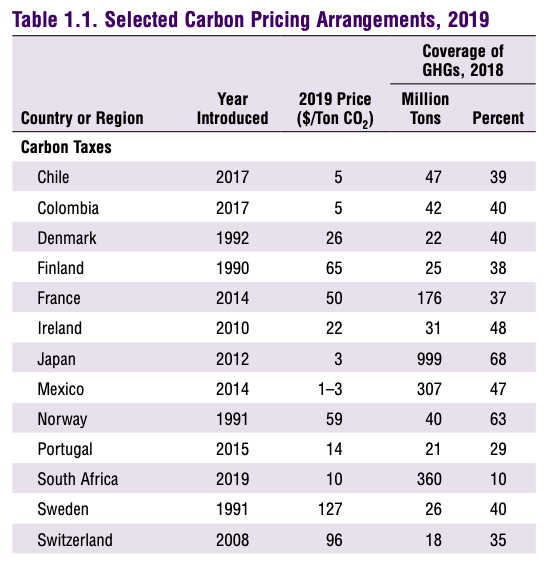 Table 1.1. Selected Carbon Pricing Arrangements, 2019
Coverage of
GHGs, 2018
Year 2019 Price Million
Country or Region Introduced ($/Ton CO₂) Tons Percent
Carbon Taxes
Chile 2017 5 47 39
Colombia 2017 5 42 40
Denmark 1992 26 22 40
Finland 1990 65 25 38
France 2014 50 176 37
Ireland 2010 22 31 48
Japan 2012 3 999 68
Mexico 2014 1–3 307 47
Norway 1991 59 40 63
Portugal 2015 14 21 29
South Africa 2019 10 360 10
Sweden 1991 127 26 40
Switzerland 2008 96 18 35